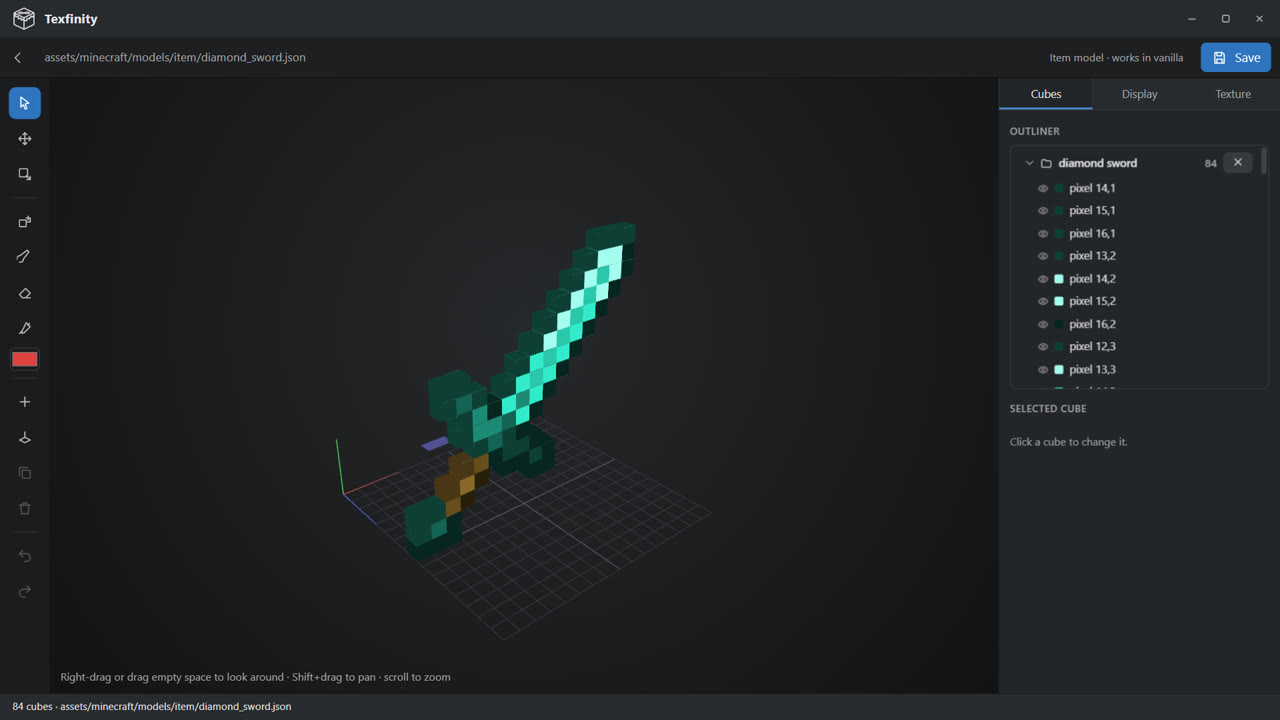 Texfinity
assets/minecraft/models/item/diamond_sword.json
Item model · works in vanilla
Save
Cubes
Display
Texture
OUTLINER
diamond sword
84
pixel 14,1
pixel 15,1
pixel 16,1
pixel 13,2
pixel 14,2
pixel 15,2
pixel 16,2
pixel 12,3
pixel 13,3
SELECTED CUBE
Click a cube to change it.
Right-drag or drag empty space to look around · Shift+drag to pan · scroll to zoom
84 cubes · assets/minecraft/models/item/diamond_sword.json